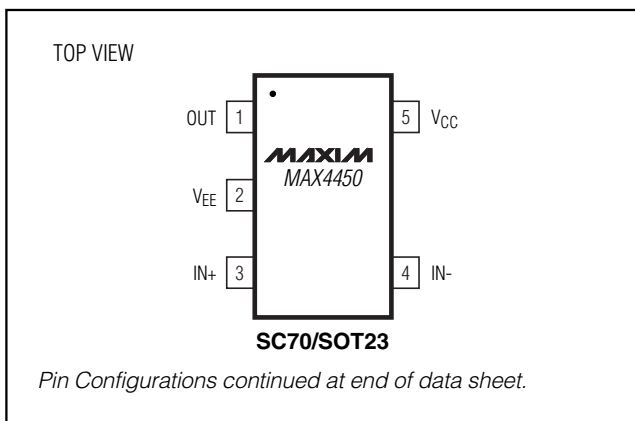 TOP VIEW
OUT 1
5 VCC
MAXIM
MAX4450
VEE 2
IN+ 3
4 IN-
SC70/SOT23
Pin Configurations continued at end of data sheet.